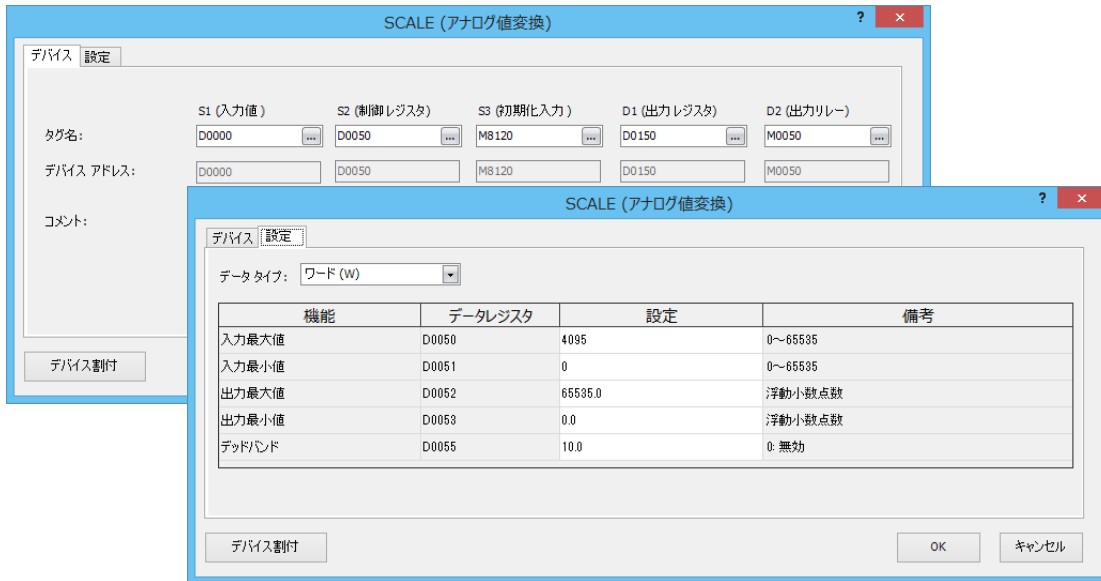 SCALE (アナログ値変換)
? ×
デバイス 設定
S1 (入力値) S2 (制御レジスタ) S3 (初期化入力) D1 (出力レジスタ) D2 (出力リレー)
タグ名: D0000 ... D0050 ... M8120 ... D0150 ... M0050 ...
デバイス アドレス: D0000 D0050 M8120 D0150 M0050
コメント:
デバイス割付
SCALE (アナログ値変換)
? ×
デバイス 設定
データ タイプ: ワード (W)
機能 データレジスタ 設定 備考
入力最大値 D0050 4095 0～65535
入力最小値 D0051 0 0～65535
出力最大値 D0052 65535.0 浮動小数点数
出力最小値 D0053 0.0 浮動小数点数
デッドバンド D0055 10.0 0: 無効
デバイス割付 OK キャンセル